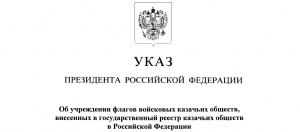 УКАЗ
ПРЕЗИДЕНТА РОССИЙСКОЙ ФЕДЕРАЦИИ
Об учреждении флагов войсковых казачьих обществ,
внесенных в государственный реестр казачьих обществ
в Российской Федерации